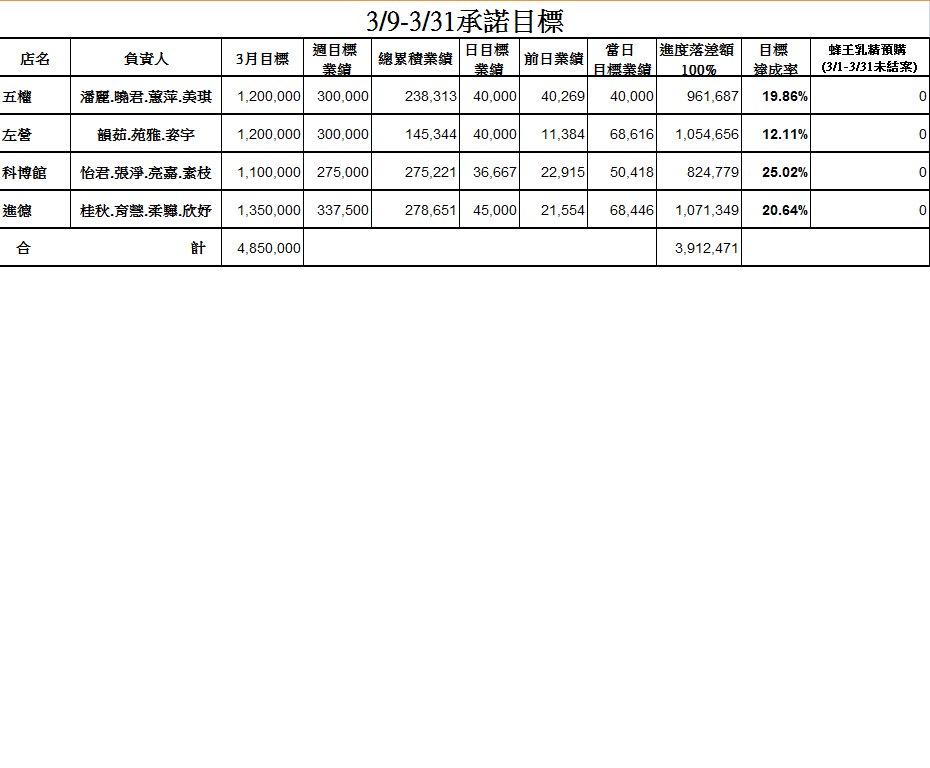 3/9-3/31承諾目標
店名 負責人 3月目標 週目標業績 總累積業績 日目標業績 前日業績 當日目標業績 進度落差額100% 目標達成率 蜂王乳精預購(3/1-3/31未結案)
五權 潘麗.曉君.蕙萍.美琪 1,200,000 300,000 238,313 40,000 40,269 40,000 961,687 19.86% 0
左營 韻茹.苑雅.姿宇 1,200,000 300,000 145,344 40,000 11,384 68,616 1,054,656 12.11% 0
科博館 怡君.張淨.亮嘉.素枝 1,100,000 275,000 275,221 36,667 22,915 50,418 824,779 25.02% 0
進德 桂秋.育慧.柔驊.欣妤 1,350,000 337,500 278,651 45,000 21,554 68,446 1,071,349 20.64% 0
合 計 4,850,000 3,912,471